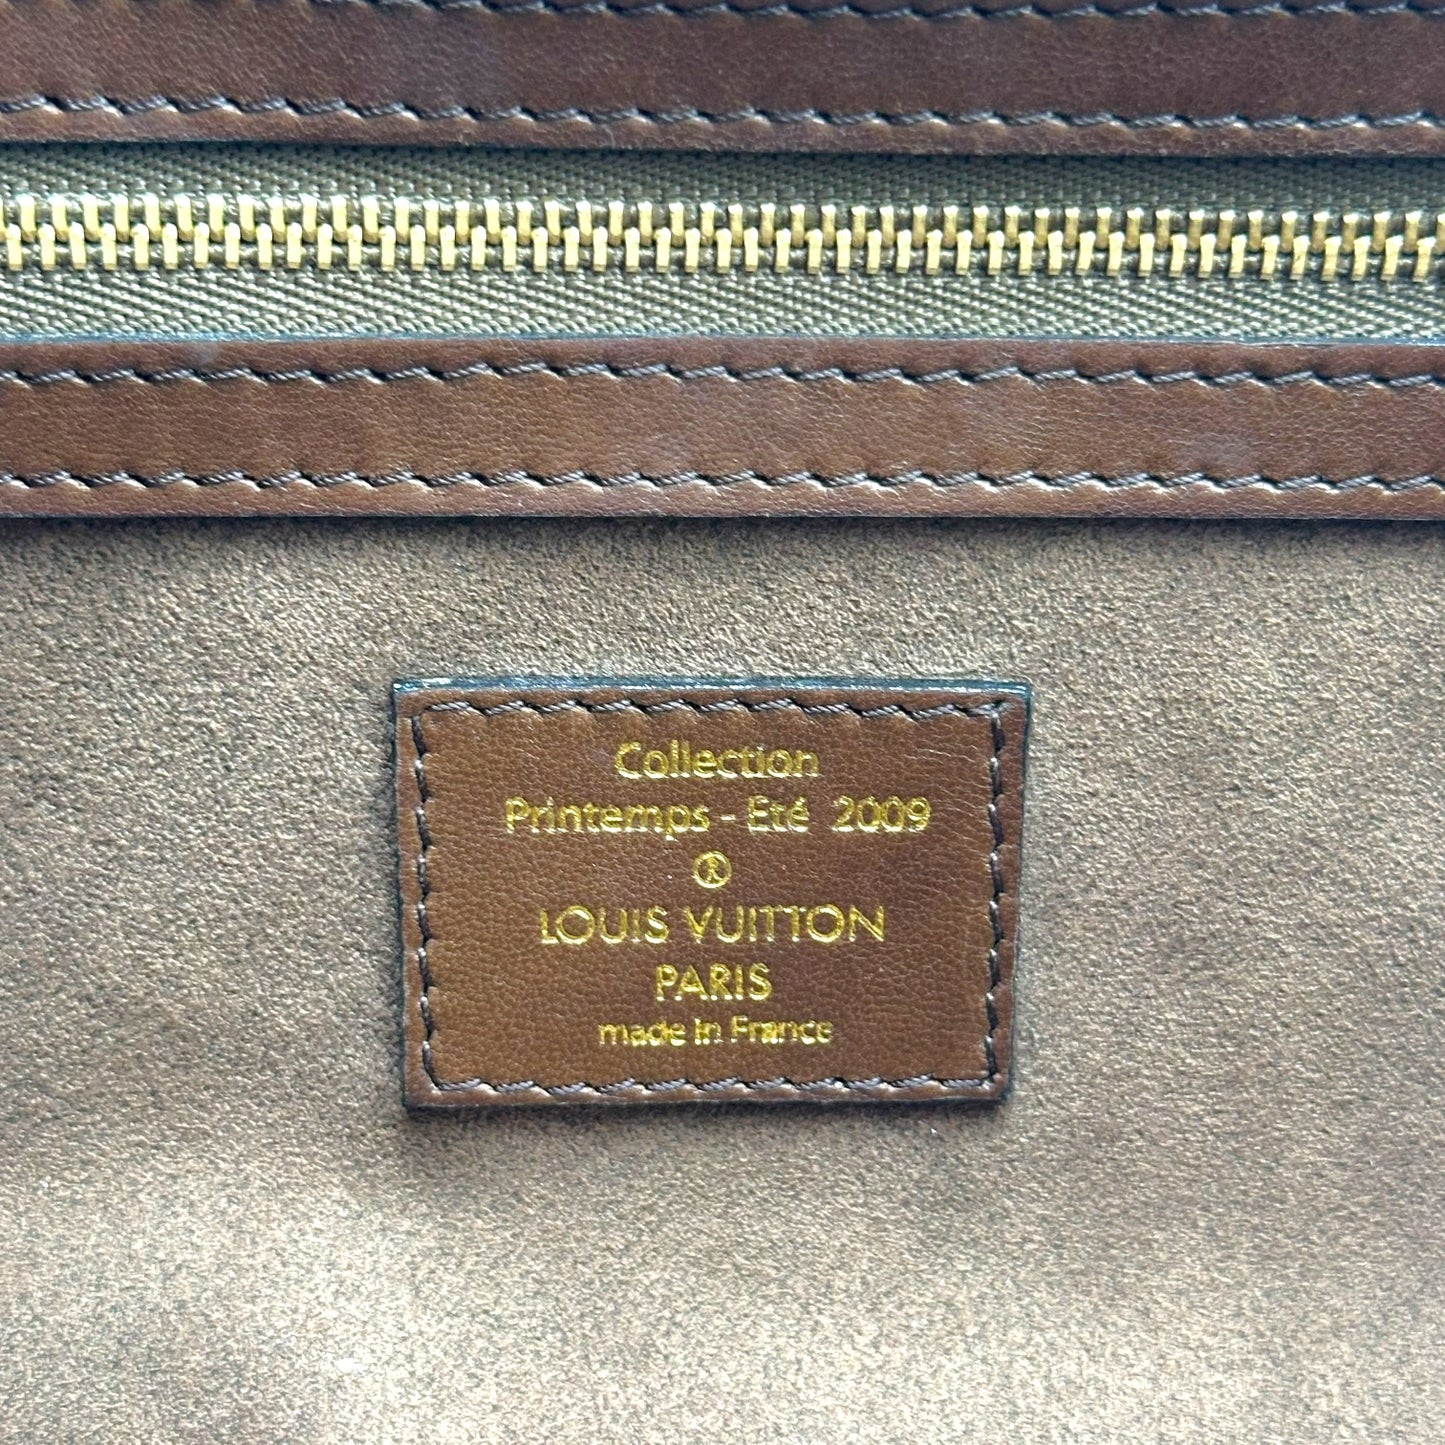 Collection
Printemps - Eté 2009
®
LOUIS VUITTON
PARIS
made in France